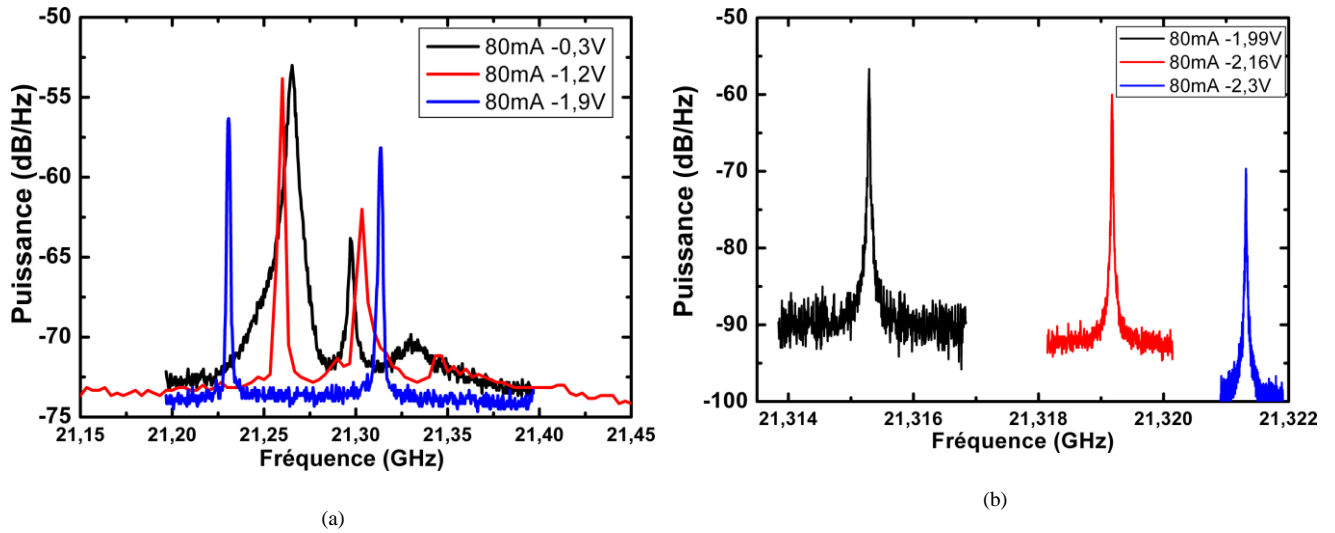 -50
-55
-60
-65
-70
-75
Puissance (dB/Hz)
80mA -0,3V
80mA -1,2V
80mA -1,9V
21,15 21,20 21,25 21,30 21,35 21,40 21,45
Fréquence (GHz)
(a)
-50
-60
-70
-80
-90
-100
Puissance (dB/Hz)
80mA -1,99V
80mA -2,16V
80mA -2,3V
21,314 21,316 21,318 21,320 21,322
Fréquence (GHz)
(b)